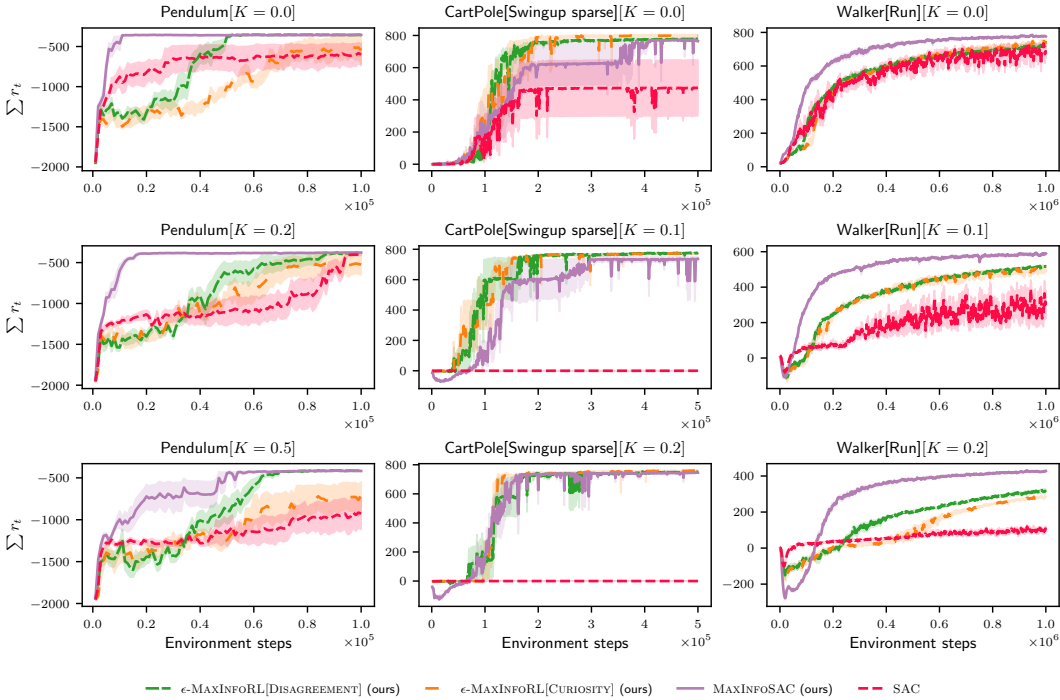 Pendulum[K = 0.0]
CartPole[Swingup sparse][K = 0.0]
Walker[Run][K = 0.0]
∑ r_t
−500
−1000
−1500
−2000
0.0 0.2 0.4 0.6 0.8 1.0
×10^5
800
600
400
200
0
0 1 2 3 4 5
×10^5
800
600
400
200
0
0.0 0.2 0.4 0.6 0.8 1.0
×10^6
Pendulum[K = 0.2]
CartPole[Swingup sparse][K = 0.1]
Walker[Run][K = 0.1]
∑ r_t
−500
−1000
−1500
−2000
0.0 0.2 0.4 0.6 0.8 1.0
×10^5
800
600
400
200
0
0 1 2 3 4 5
×10^5
600
400
200
0
0.0 0.2 0.4 0.6 0.8 1.0
×10^6
Pendulum[K = 0.5]
CartPole[Swingup sparse][K = 0.2]
Walker[Run][K = 0.2]
∑ r_t
−500
−1000
−1500
−2000
0.0 0.2 0.4 0.6 0.8 1.0
×10^5
Environment steps
800
600
400
200
0
0 1 2 3 4 5
×10^5
Environment steps
400
200
0
−200
0.0 0.2 0.4 0.6 0.8 1.0
×10^6
Environment steps
ϵ-MAXINFORL[DISAGREEMENT] (ours)
ϵ-MAXINFORL[CURIOSITY] (ours)
MAXINFOSAC (ours)
SAC